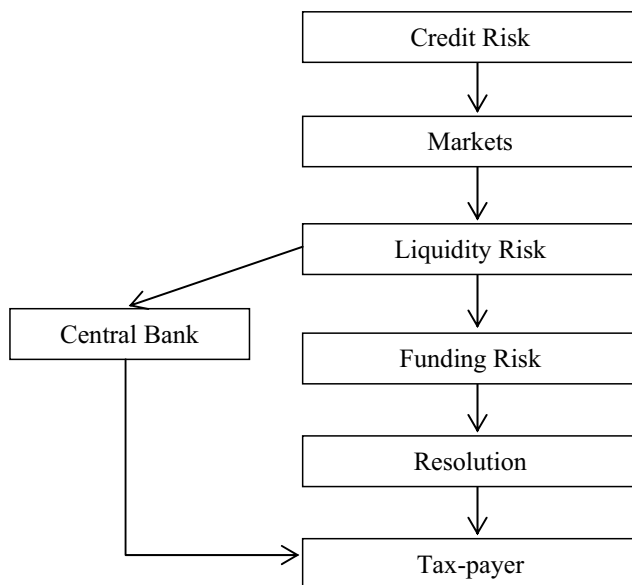 Credit Risk
Markets
Liquidity Risk
Central Bank
Funding Risk
Resolution
Tax-payer